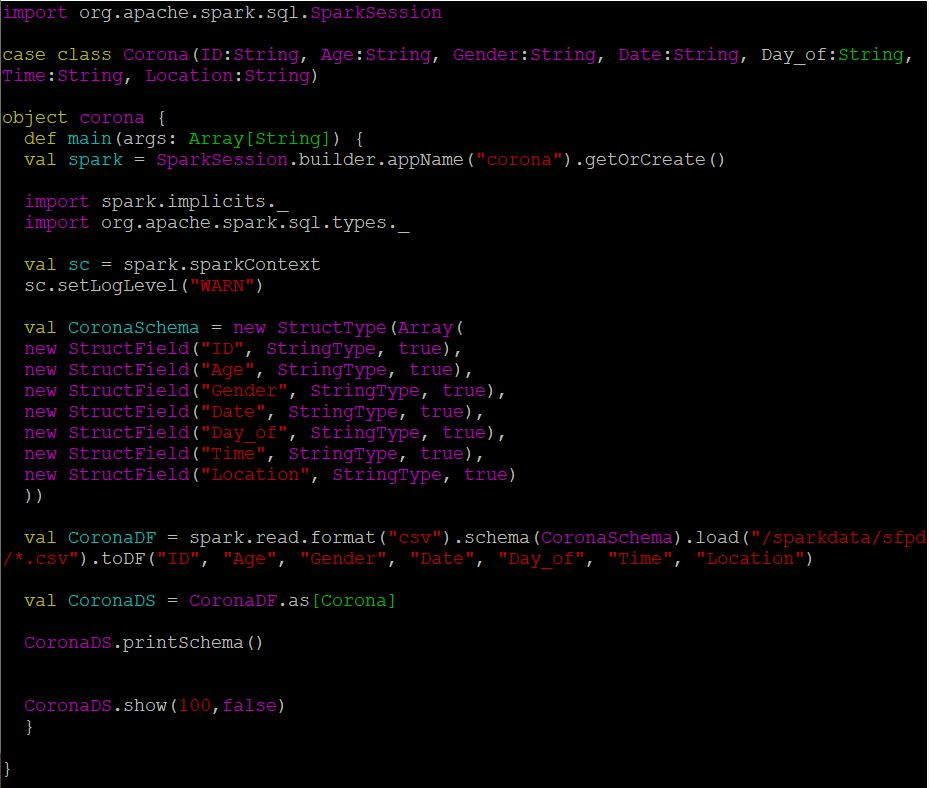 import org.apache.spark.sql.SparkSession
case class Corona(ID:String, Age:String, Gender:String, Date:String, Day_of:String,
Time:String, Location:String)
object corona {
def main(args: Array[String]) {
val spark = SparkSession.builder.appName("corona").getOrCreate()
import spark.implicits._
import org.apache.spark.sql.types._
val sc = spark.sparkContext
sc.setLogLevel("WARN")
val CoronaSchema = new StructType(Array(
new StructField("ID", StringType, true),
new StructField("Age", StringType, true),
new StructField("Gender", StringType, true),
new StructField("Date", StringType, true),
new StructField("Day_of", StringType, true),
new StructField("Time", StringType, true),
new StructField("Location", StringType, true)
))
val CoronaDF = spark.read.format("csv").schema(CoronaSchema).load("/sparkdata/sfpd
/*.csv").toDF("ID", "Age", "Gender", "Date", "Day_of", "Time", "Location")
val CoronaDS = CoronaDF.as[Corona]
CoronaDS.printSchema()
CoronaDS.show(100,false)
}
}